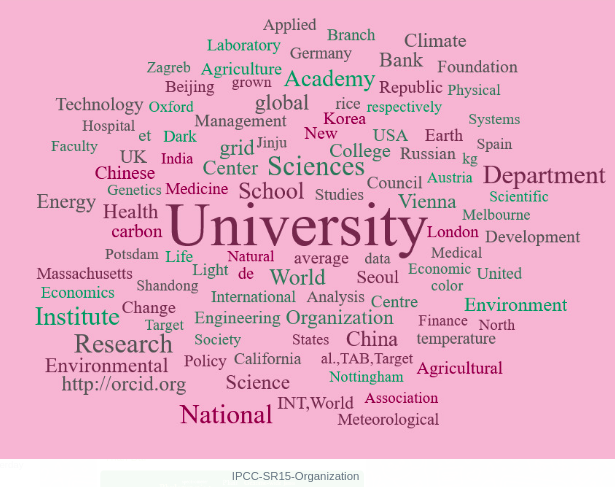 Applied
Branch
Laboratory
Climate
Germany
Bank
Zagreb
Agriculture
Foundation
Beijing
grown
Academy
Republic
Physical
Technology
Oxford
global
rice
respectively
Hospital
et
Dark
Management
Korea
Systems
New
USA
Earth
Faculty
UK
India
grid
Jinju
College
Russian
kg
Spain
Chinese
Center
Sciences
Austria
Department
Genetics
Medicine
School
Studies
Council
Scientific
Energy
Health
Vienna
Melbourne
carbon
University
London
Development
Potsdam
Life
Natural
average
data
Medical
Massachusetts
Light
de
World
Seoul
Economic
United
Shandong
color
Economics
Change
International
Analysis
Centre
Environment
Institute
Target
Engineering
Organization
Finance
North
Research
Society
States
China
temperature
Environmental
Policy
California
al.,TAB,Target
Agricultural
http://orcid.org
Science
Nottingham
National
INT,World
Association
Meteorological
IPCC-SR15-Organization